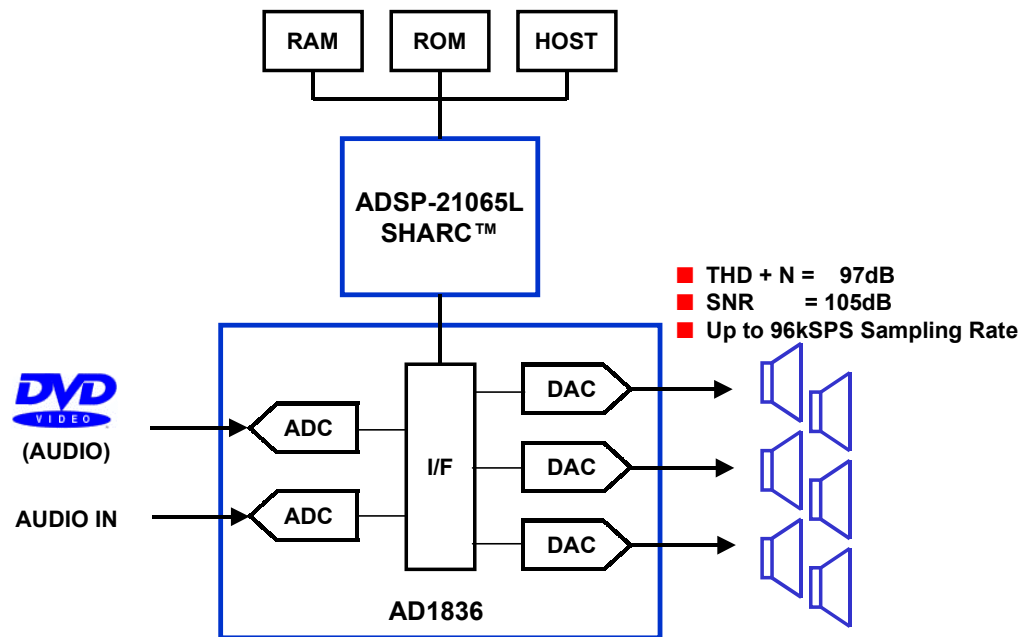 RAM
ROM
HOST
ADSP-21065L
SHARC™
■ THD + N = 97dB
■ SNR = 105dB
■ Up to 96kSPS Sampling Rate
DVD
VIDEO
(AUDIO)
AUDIO IN
ADC
ADC
I/F
DAC
DAC
DAC
AD1836